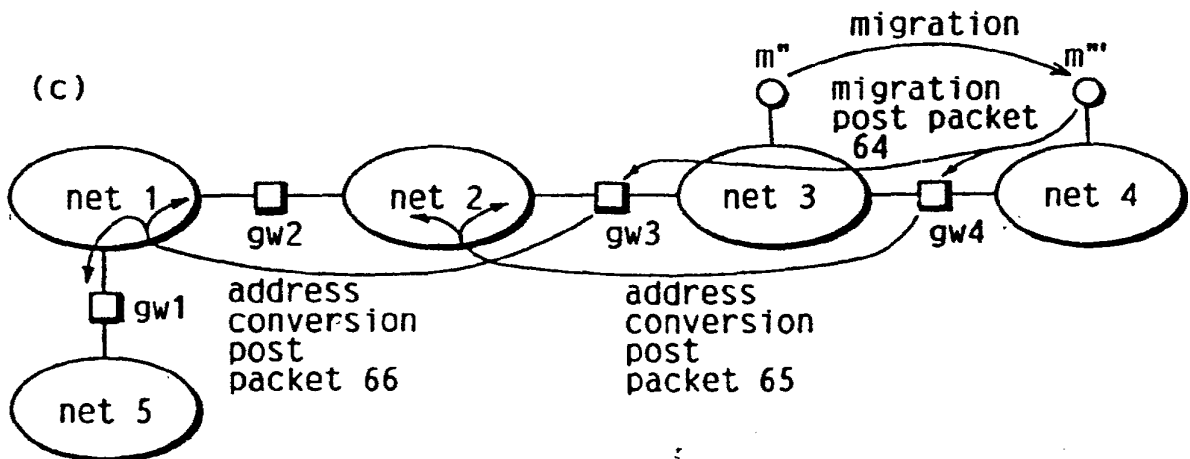 migration
m" m"'
(c)
migration
post packet
64
net 1
net 2
net 3
net 4
gw2
gw3
gw4
gw1
address
conversion
post
packet 66
address
conversion
post
packet 65
net 5